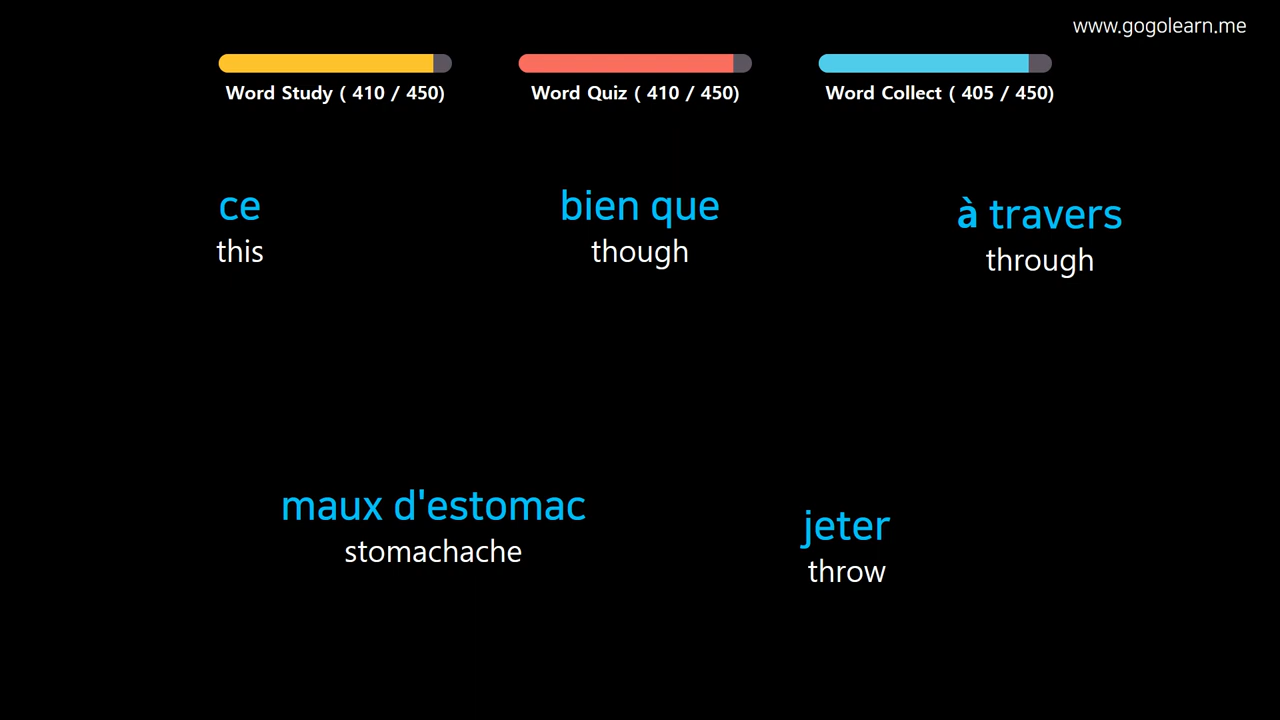 www.gogolearn.me
Word Study ( 410 / 450)
Word Quiz ( 410 / 450)
Word Collect ( 405 / 450)
ce
this
bien que
though
à travers
through
maux d'estomac
stomachache
jeter
throw